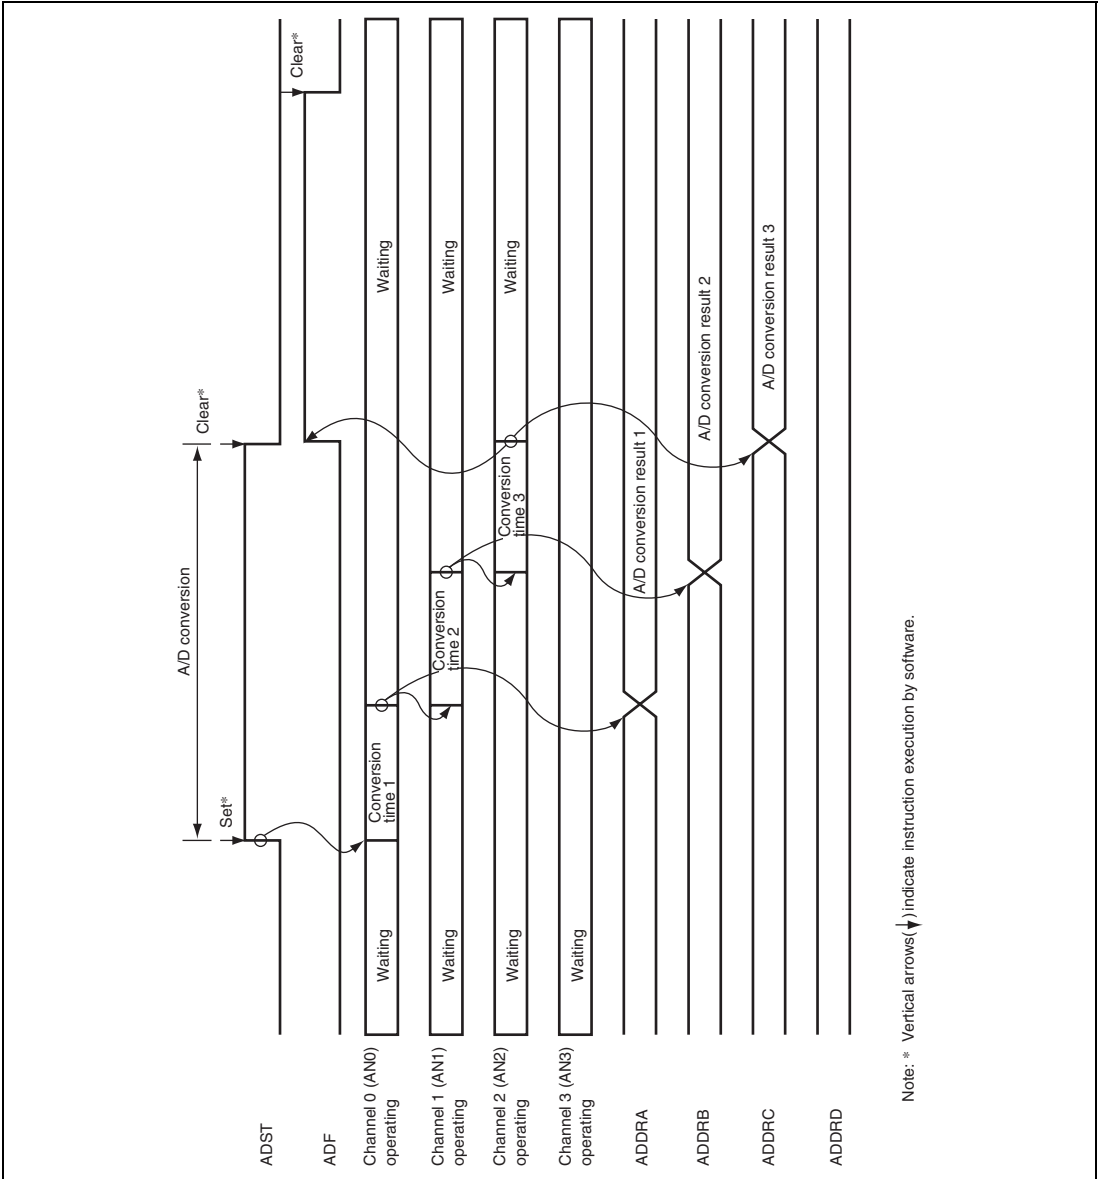 A/D conversion
Set*
Clear*
Clear*
ADST
ADF
Channel 0 (AN0)
operating
Waiting
Conversion
time 1
Waiting
Channel 1 (AN1)
operating
Waiting
Conversion
time 2
Waiting
Channel 2 (AN2)
operating
Waiting
Conversion
time 3
Waiting
Channel 3 (AN3)
operating
Waiting
ADDRA
A/D conversion result 1
ADDRB
A/D conversion result 2
ADDRC
A/D conversion result 3
ADDRD
Note: * Vertical arrows(↓) indicate instruction execution by software.